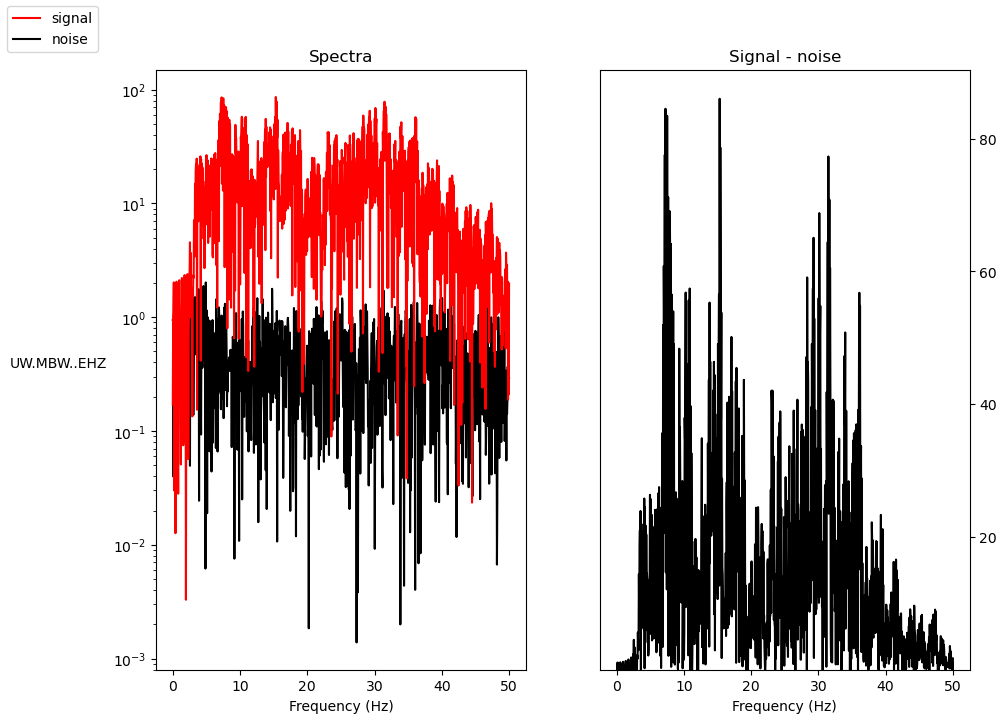 signal
noise
Spectra
Signal - noise
10²
10¹
10⁰
10⁻¹
10⁻²
10⁻³
UW.MBW..EHZ
80
60
40
20
0 10 20 30 40 50
0 10 20 30 40 50
Frequency (Hz)
Frequency (Hz)